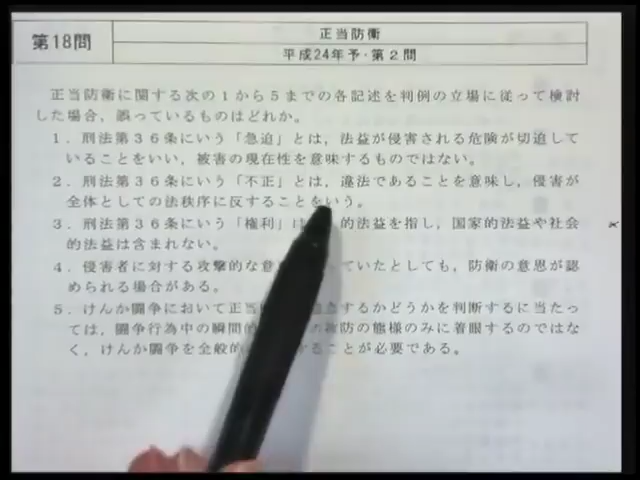 第18問
正当防衛
平成24年予・第2問
正当防衛に関する次の1から5までの各記述を判例の立場に従って検討
した場合,誤っているものはどれか。
1.刑法第36条にいう「急迫」とは,法益が侵害される危険が切迫して
いることをいい,被害の現在性を意味するものではない。
2.刑法第36条にいう「不正」とは,違法であることを意味し,侵害が
全体としての法秩序に反することをいう。
3.刑法第36条にいう「権利」は 的法益を指し,国家的法益や社会
的法益は含まれない。
4.侵害者に対する攻撃的な意 ていたとしても,防衛の意思が認
められる場合がある。
5.けんか闘争において正当 するかどうかを判断するに当たっ
ては,闘争行為中の瞬間的 の攻防の態様のみに着眼するのではな
く,けんか闘争を全般的 ことが必要である。